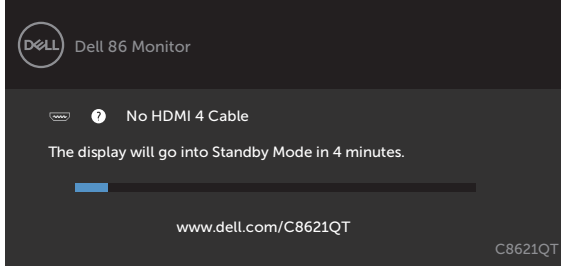 DELL Dell 86 Monitor
? No HDMI 4 Cable
The display will go into Standby Mode in 4 minutes.
www.dell.com/C8621QT
C8621QT